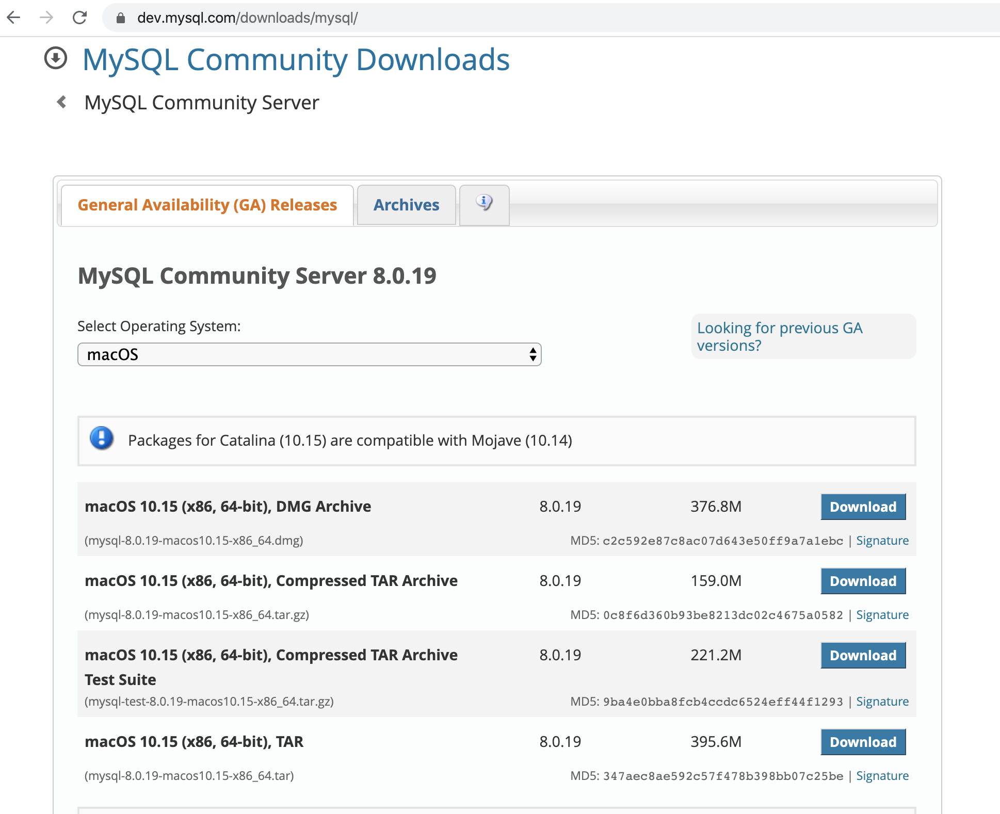 dev.mysql.com/downloads/mysql/
MySQL Community Downloads
MySQL Community Server
General Availability (GA) Releases
Archives
MySQL Community Server 8.0.19
Select Operating System:
macOS
Looking for previous GA
versions?
Packages for Catalina (10.15) are compatible with Mojave (10.14)
macOS 10.15 (x86, 64-bit), DMG Archive 8.0.19 376.8M Download
(mysql-8.0.19-macos10.15-x86_64.dmg) MD5: c2c592e87c8ac07d643e50ff9a7a1ebc | Signature
macOS 10.15 (x86, 64-bit), Compressed TAR Archive 8.0.19 159.0M Download
(mysql-8.0.19-macos10.15-x86_64.tar.gz) MD5: 0c8f6d360b93be8213dc02c4675a0582 | Signature
macOS 10.15 (x86, 64-bit), Compressed TAR Archive 8.0.19 221.2M Download
Test Suite
(mysql-test-8.0.19-macos10.15-x86_64.tar.gz) MD5: 9ba4e0bba8fcb4ccdc6524eff44f1293 | Signature
macOS 10.15 (x86, 64-bit), TAR 8.0.19 395.6M Download
(mysql-8.0.19-macos10.15-x86_64.tar) MD5: 347aec8ae592c57f478b398bb07c25be | Signature